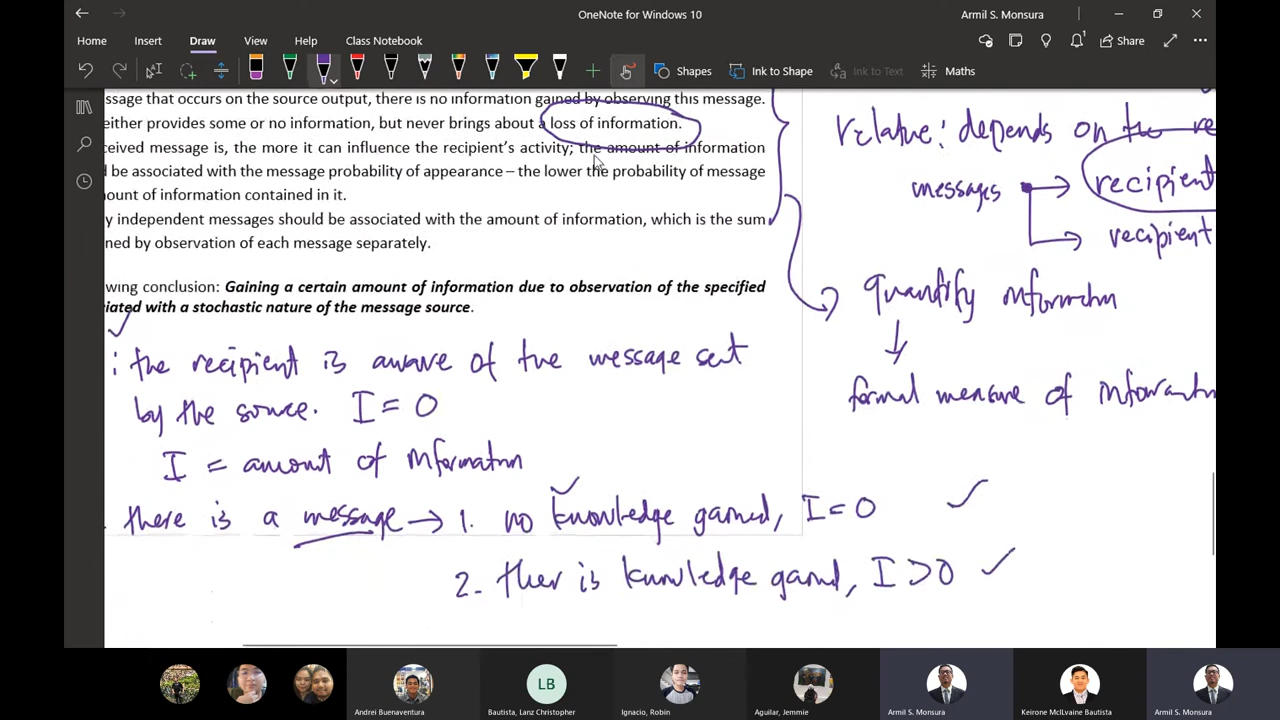 OneNote for Windows 10
Armil S. Monsura
Home Insert Draw View Help Class Notebook
Share
Shapes Ink to Shape Ink to Text Maths
ssage that occurs on the source output, there is no information gained by observing this message.
either provides some or no information, but never brings about a loss of information.
ceived message is, the more it can influence the recipient's activity; the amount of information
d be associated with the message probability of appearance – the lower the probability of message
nount of information contained in it.
y independent messages should be associated with the amount of information, which is the sum
ned by observation of each message separately.
wing conclusion: Gaining a certain amount of information due to observation of the specified
iated with a stochastic nature of the message source.
relative: depends on the re
messages → recipient
recipient
quantify information
formal measure of information
: the recipient is aware of the message sent
by the source. I = 0
I = amount of information
there is a message → 1. no knowledge gained, I = 0
2. ther is knowledge gained, I > 0
LB
Andrei Buenaventura
Bautista, Lanz Christopher
Ignacio, Robin
Aguilar, Jemmie
Armil S. Monsura
Keirone McIlvaine Bautista
Armil S. Monsura